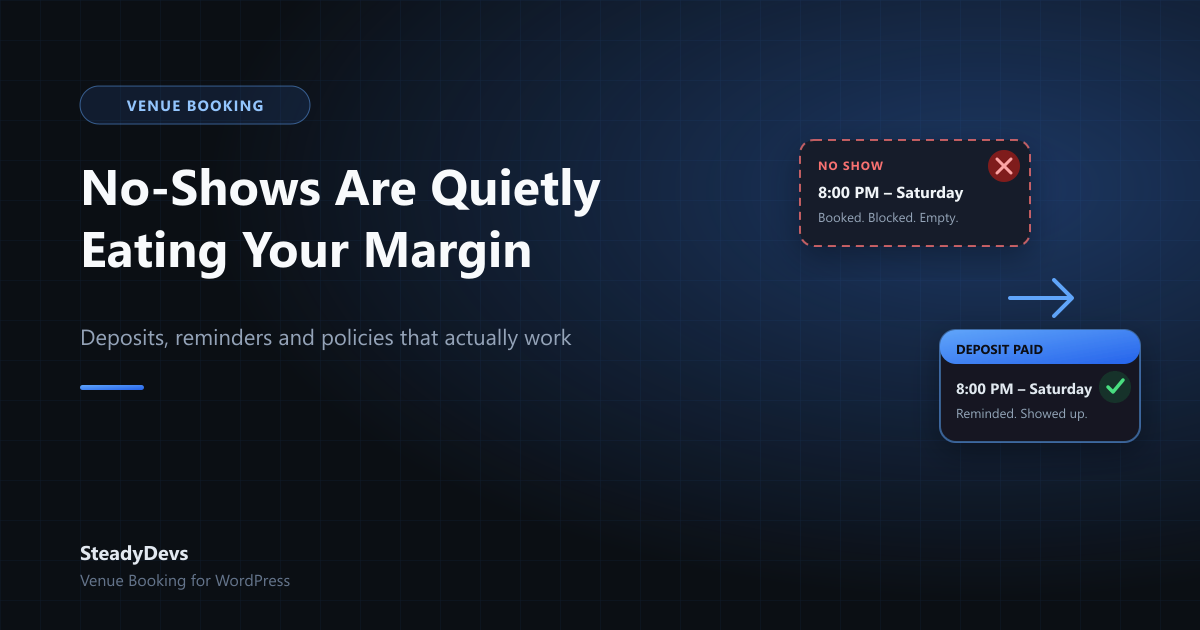 VENUE BOOKING
No-Shows Are Quietly
Eating Your Margin
Deposits, reminders and policies that actually work
NO SHOW
8:00 PM – Saturday
Booked. Blocked. Empty.
DEPOSIT PAID
8:00 PM – Saturday
Reminded. Showed up.
SteadyDevs
Venue Booking for WordPress